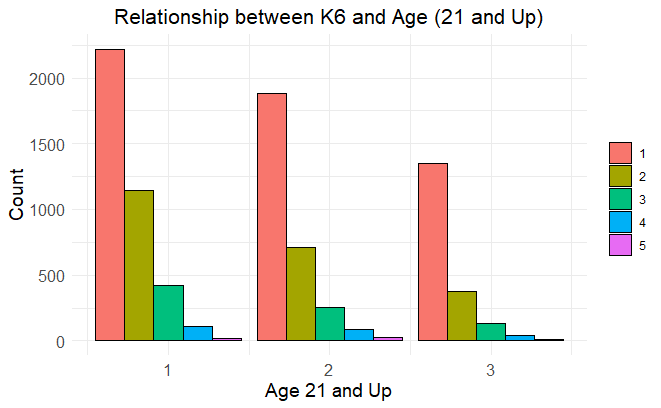 Relationship between K6 and Age (21 and Up)
Count
2000
1500
1000
500
0
1 2 3
Age 21 and Up
1
2
3
4
5